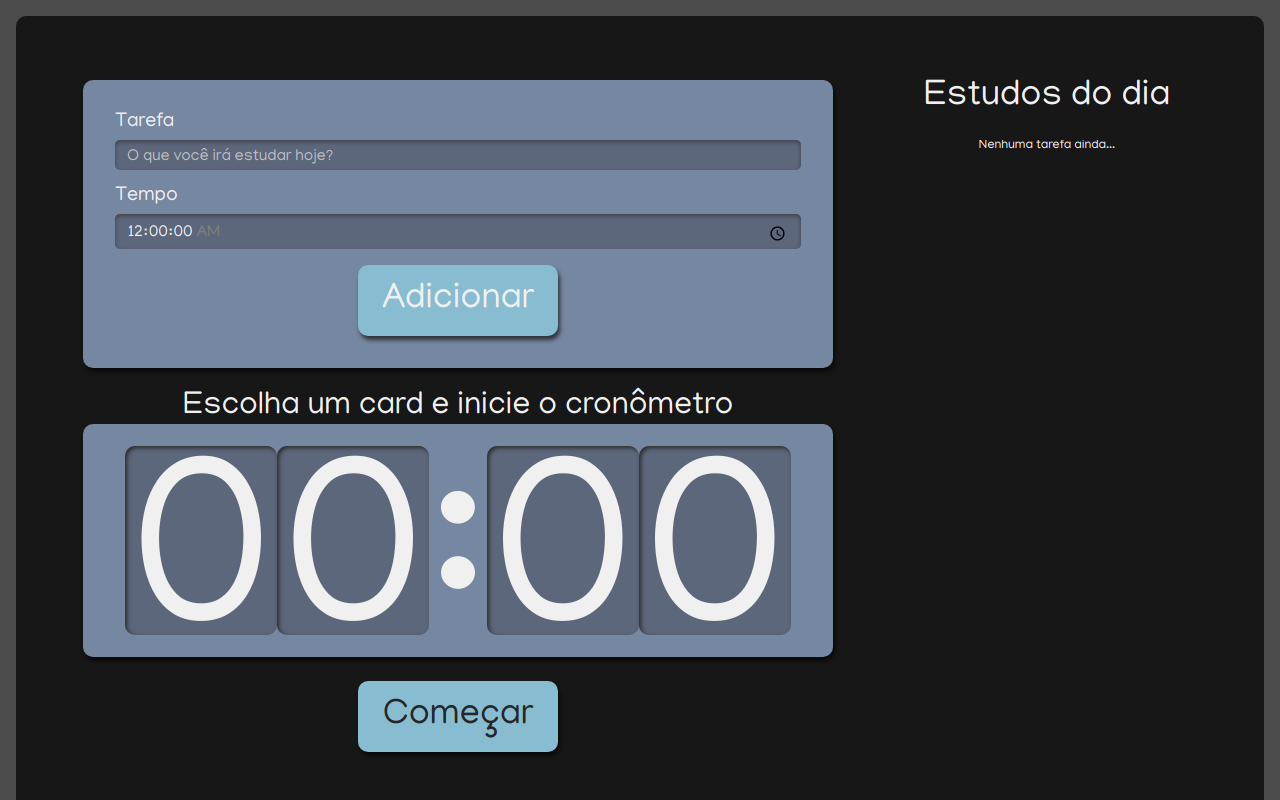 Tarefa
O que você irá estudar hoje?
Tempo
12:00:00 AM
Adicionar
Escolha um card e inicie o cronômetro
00:00
Começar
Estudos do dia
Nenhuma tarefa ainda...